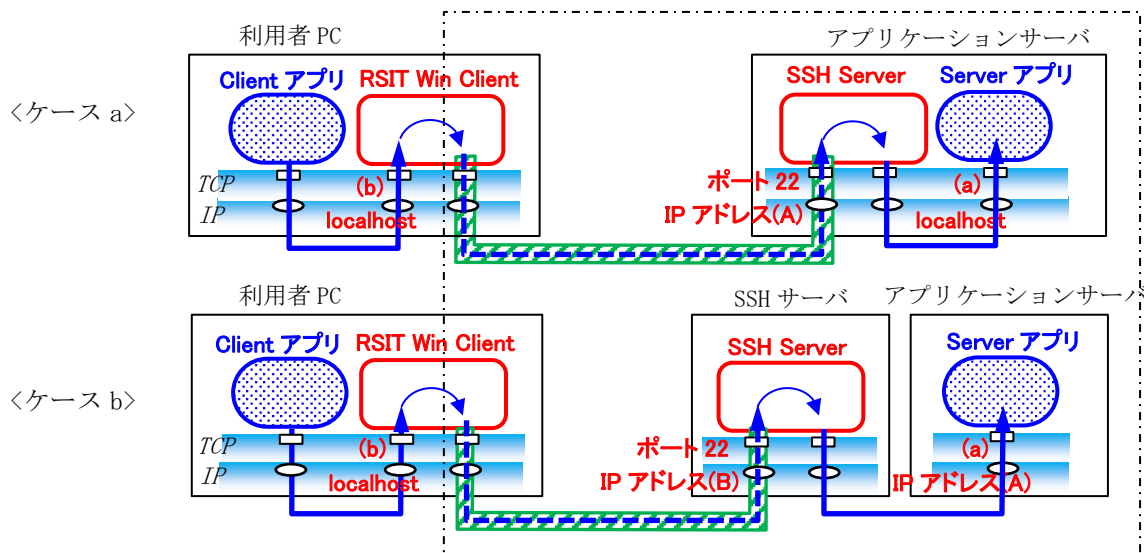 利用者 PC
アプリケーションサーバ
<ケース a>
Client アプリ
RSIT Win Client
SSH Server
Server アプリ
TCP
(b)
ポート 22
(a)
IP
localhost
IP アドレス(A)
localhost
利用者 PC
SSH サーバ
アプリケーションサーバ
<ケース b>
Client アプリ
RSIT Win Client
SSH Server
Server アプリ
TCP
(b)
ポート 22
(a)
IP
localhost
IP アドレス(B)
IP アドレス(A)